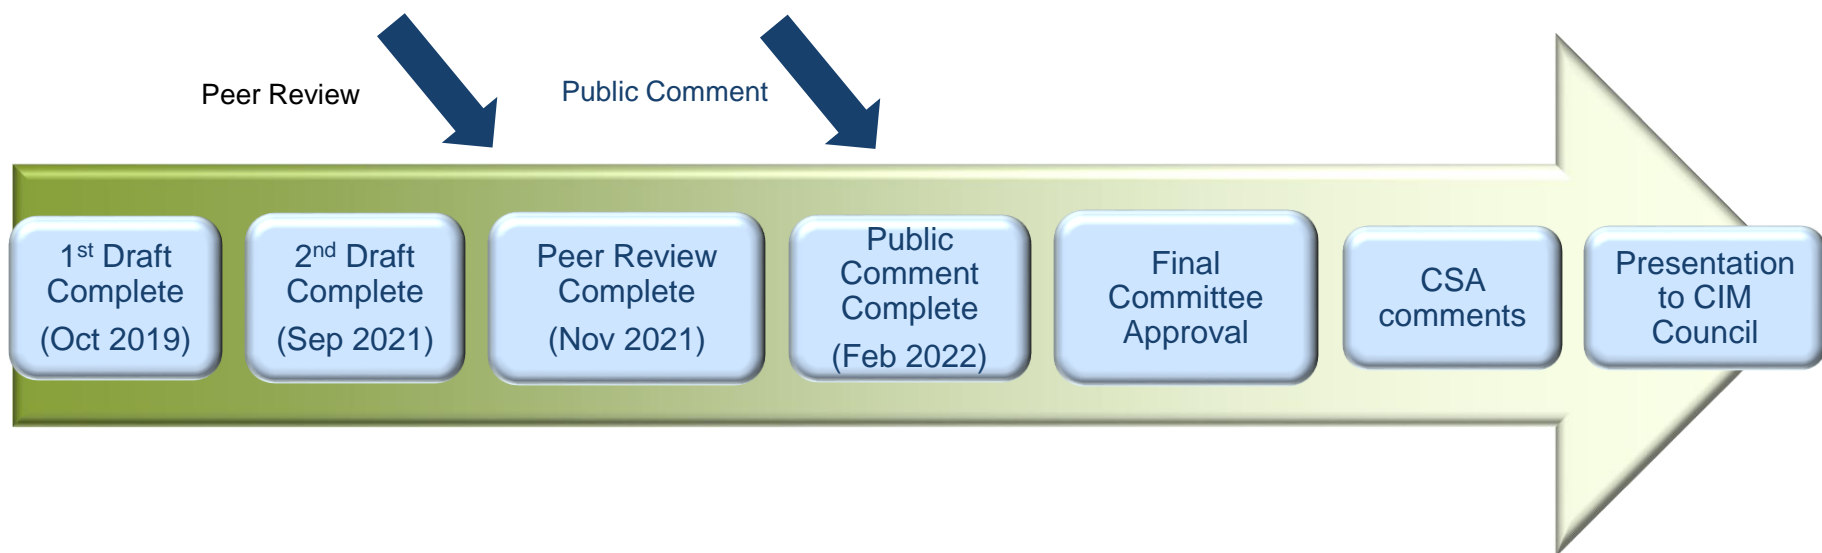 Peer Review
Public Comment
1st Draft
Complete
(Oct 2019)
2nd Draft
Complete
(Sep 2021)
Peer Review
Complete
(Nov 2021)
Public
Comment
Complete
(Feb 2022)
Final
Committee
Approval
CSA
comments
Presentation
to CIM
Council